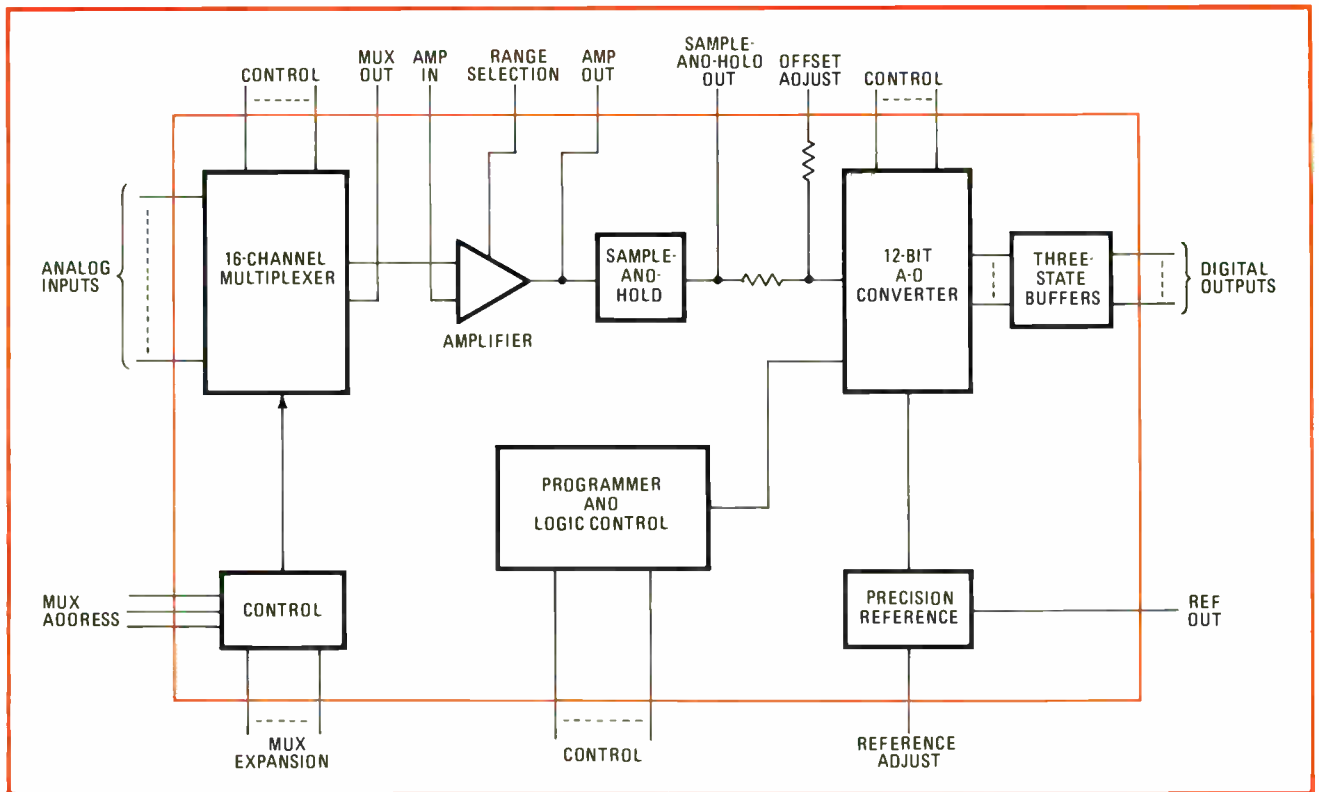 CONTROL
MUX
OUT
AMP
IN
RANGE
SELECTION
AMP
OUT
SAMPLE-
AND-HOLD
OUT
OFFSET
ADJUST
CONTROL
ANALOG
INPUTS
16-CHANNEL
MULTIPLEXER
AMPLIFIER
SAMPLE-
AND-
HOLD
12-BIT
A-D
CONVERTER
THREE-
STATE
BUFFERS
DIGITAL
OUTPUTS
PROGRAMMER
AND
LOGIC CONTROL
MUX
ADDRESS
CONTROL
PRECISION
REFERENCE
REF
OUT
MUX
EXPANSION
CONTROL
REFERENCE
ADJUST